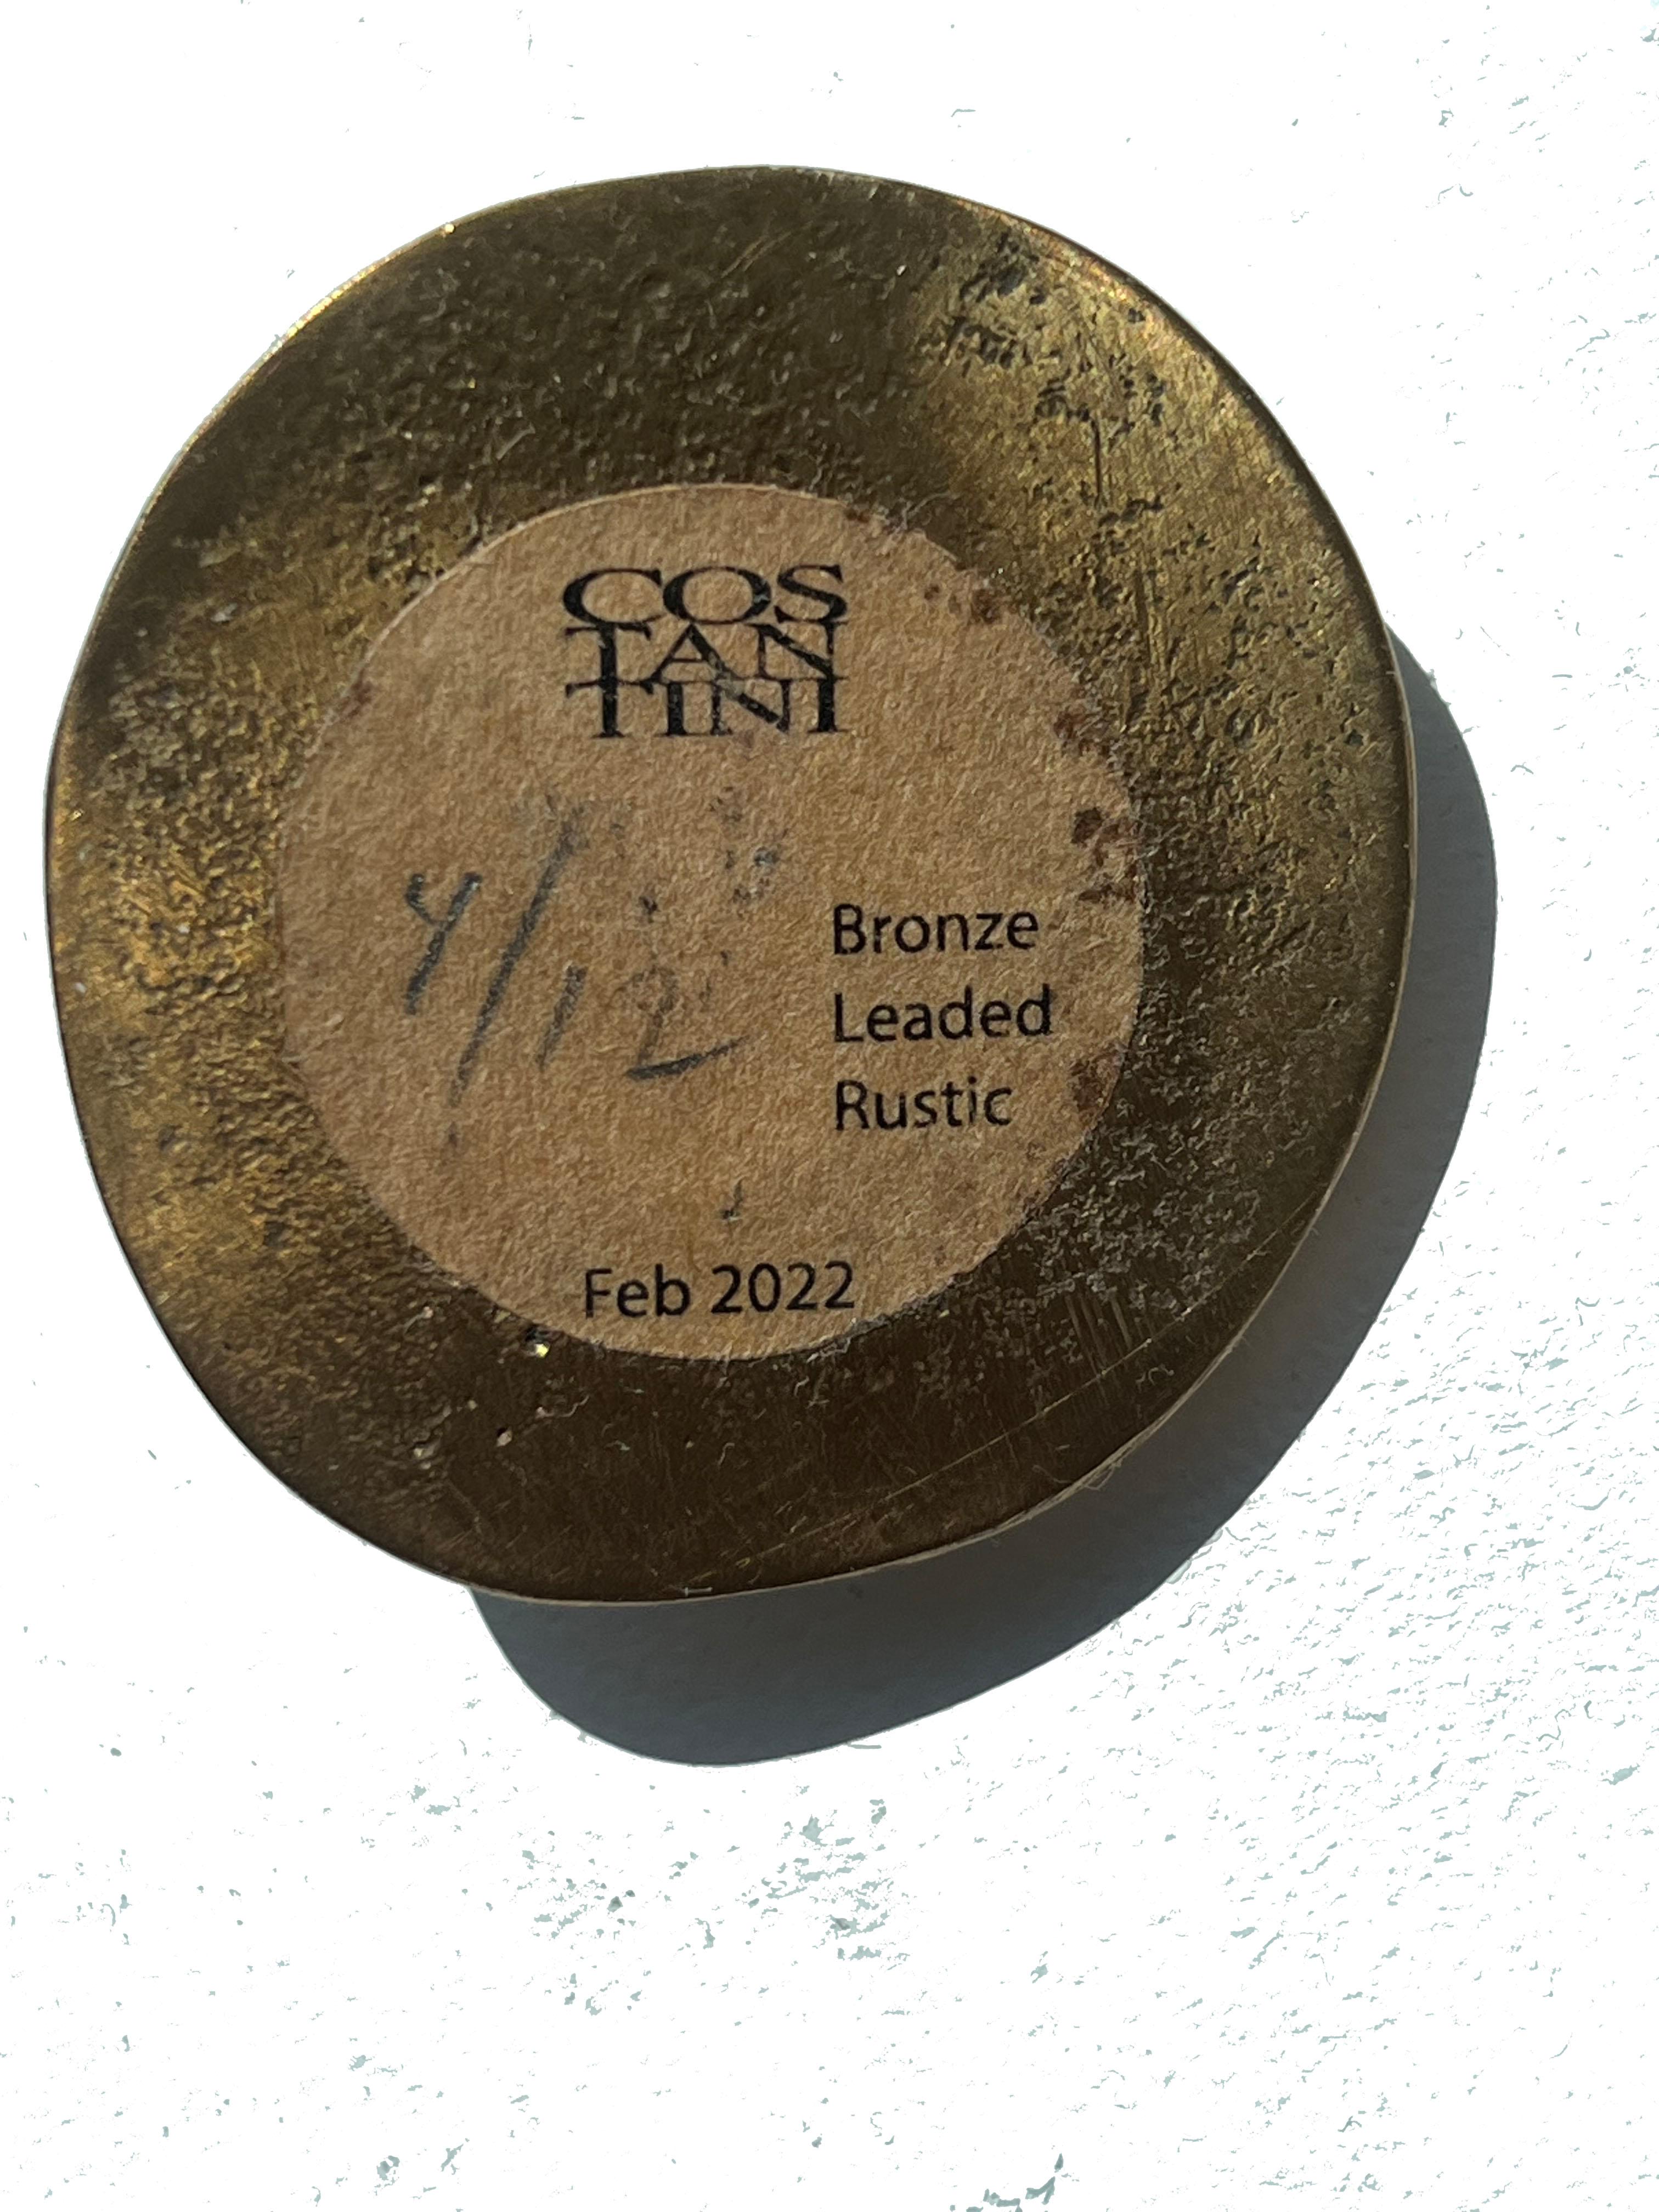 COS
TAN
TINI
4/12
Bronze
Leaded
Rustic
Feb 2022